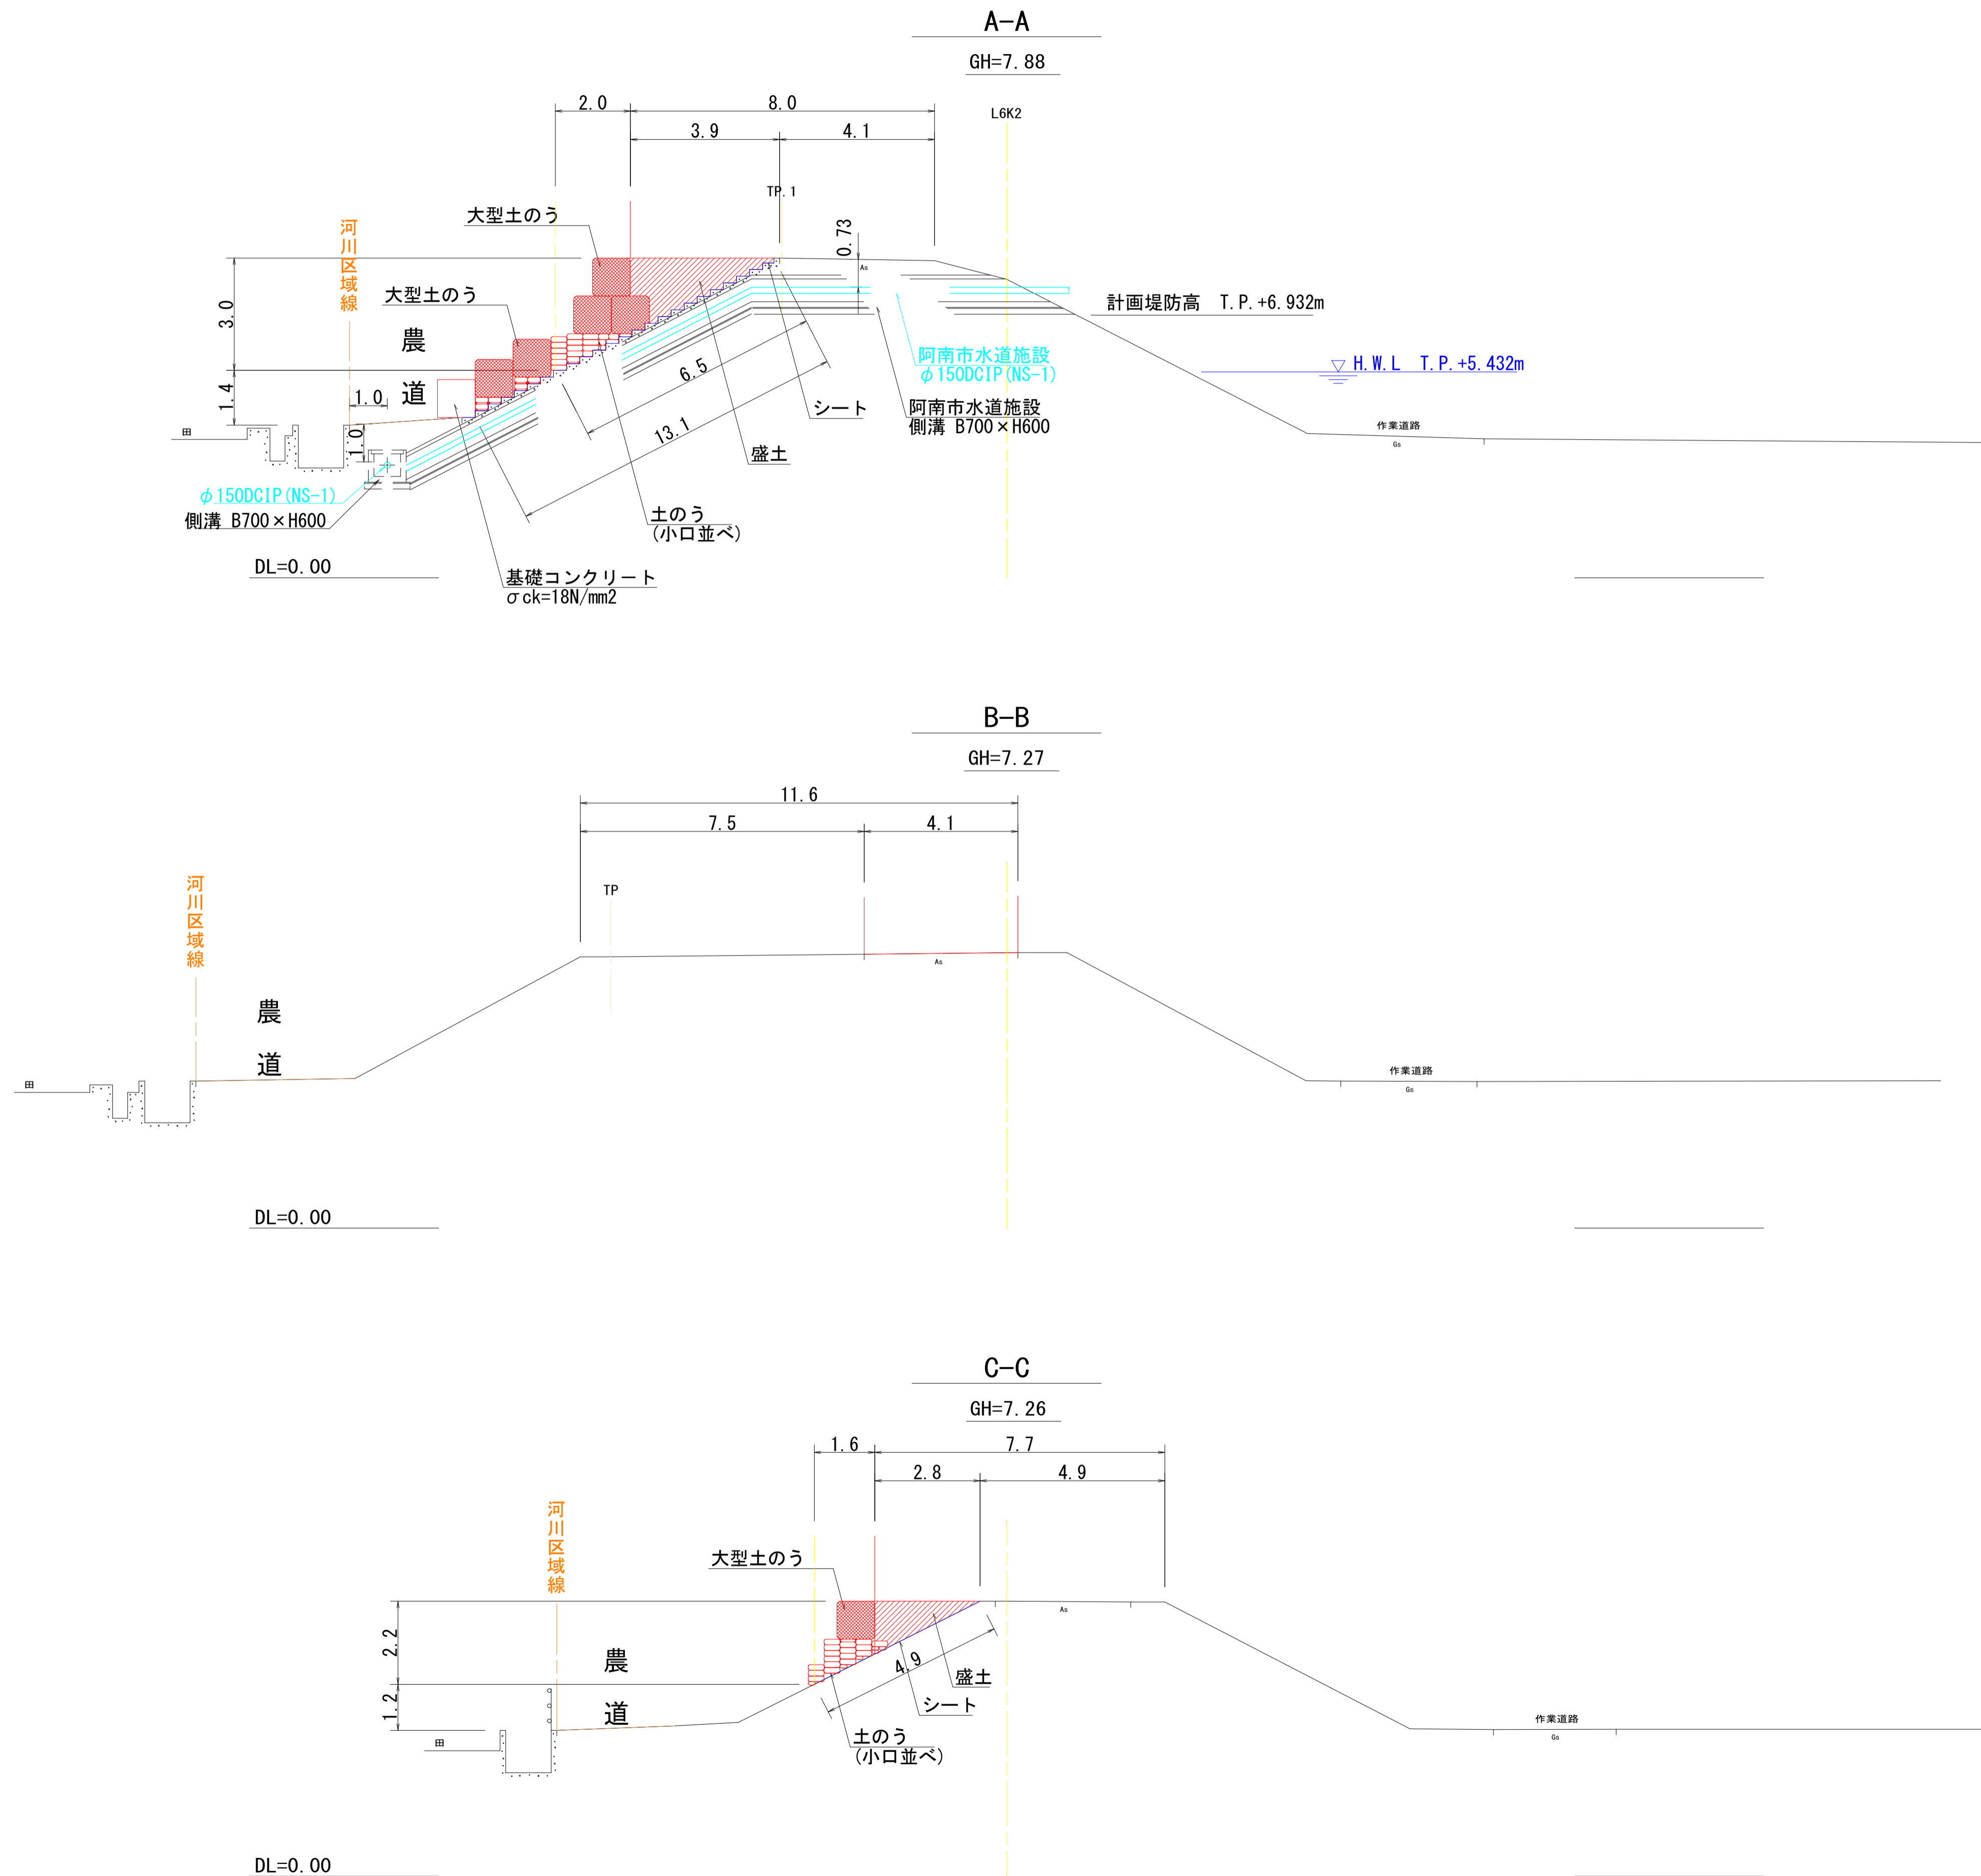 A-A
GH=7.88
2.0
8.0
3.9
4.1
L6K2
TP.1
大型土のう
河川区域線
0.73
As
大型土のう
3.0
農道
計画堤防高 T.P.+6.932m
阿南市水道施設
φ150DCIP(NS-1)
H.W.L T.P.+5.432m
6.5
1.4
1.0
シート
阿南市水道施設
側溝 B700×H600
作業道路
Gs
田
1.0
13.1
盛土
φ150DCIP(NS-1)
側溝 B700×H600
土のう
(小口並べ)
DL=0.00
基礎コンクリート
σck=18N/mm2
B-B
GH=7.27
11.6
7.5
4.1
河川区域線
TP
As
農道
田
作業道路
Gs
DL=0.00
C-C
GH=7.26
1.6
7.7
2.8
4.9
河川区域線
大型土のう
As
2.2
農道
4.9
盛土
シート
1.2
土のう
(小口並べ)
田
作業道路
Gs
DL=0.00